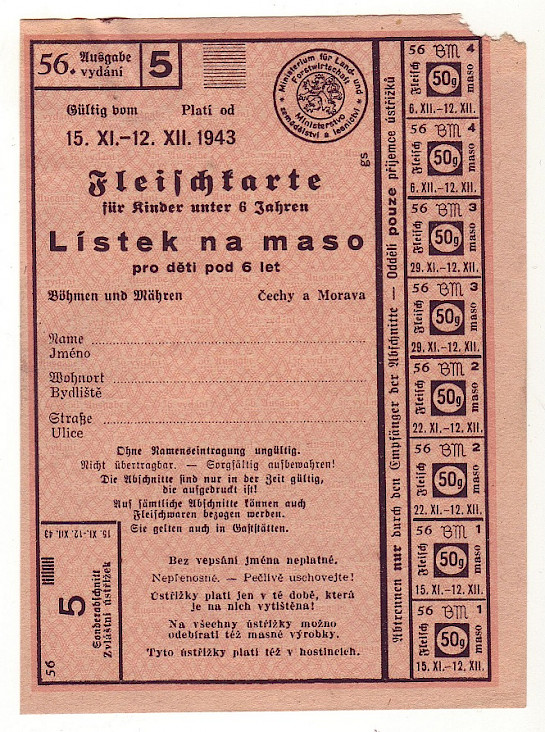 56. Ausgabe
vydání
5
Gültig vom Platí od
15. XI.–12. XII. 1943
Ministerium für Land- und Forstwirtschaft
Ministerstvo zemědělství a lesnictví
gs
Fleischkarte
für Kinder unter 6 Jahren
Lístek na maso
pro děti pod 6 let
Böhmen und Mähren Čechy a Morava
Name
Jméno
Wohnort
Bydliště
Straße
Ulice
Ohne Namenseintragung ungültig.
Nicht übertragbar. — Sorgfältig aufbewahren!
Die Abschnitte sind nur in der Zeit gültig,
die aufgedruckt ist!
Auf sämtliche Abschnitte können auch
Fleischwaren bezogen werden.
Sie gelten auch in Gaststätten.
Bez vepsání jména neplatné.
Nepřenosné. — Pečlivě uschovejte!
Ústřižky platí jen v té době, která
je na nich vytištěna!
Na všechny ústřižky možno
odebírati též masné výrobky.
Tyto ústřižky platí též v hostincích.
15. XI.-12. XII. 43
56
5
Sonderabschnitt
Zvláštní ústřižek
Abtrennen nur durch den Empfänger der Abschnitte — Oddělí pouze příjemce ústřižků
56 BM 4
Fleisch 50g maso
6. XII.-12. XII.
56 BM 4
Fleisch 50g maso
6. XII.-12. XII.
56 BM 3
Fleisch 50g maso
29. XI.-12. XII.
56 BM 3
Fleisch 50g maso
29. XI.-12. XII.
56 BM 2
Fleisch 50g maso
22. XI.-12. XII.
56 BM 2
Fleisch 50g maso
22. XI.-12. XII.
56 BM 1
Fleisch 50g maso
15. XI.-12. XII.
56 BM 1
Fleisch 50g maso
15. XI.-12. XII.